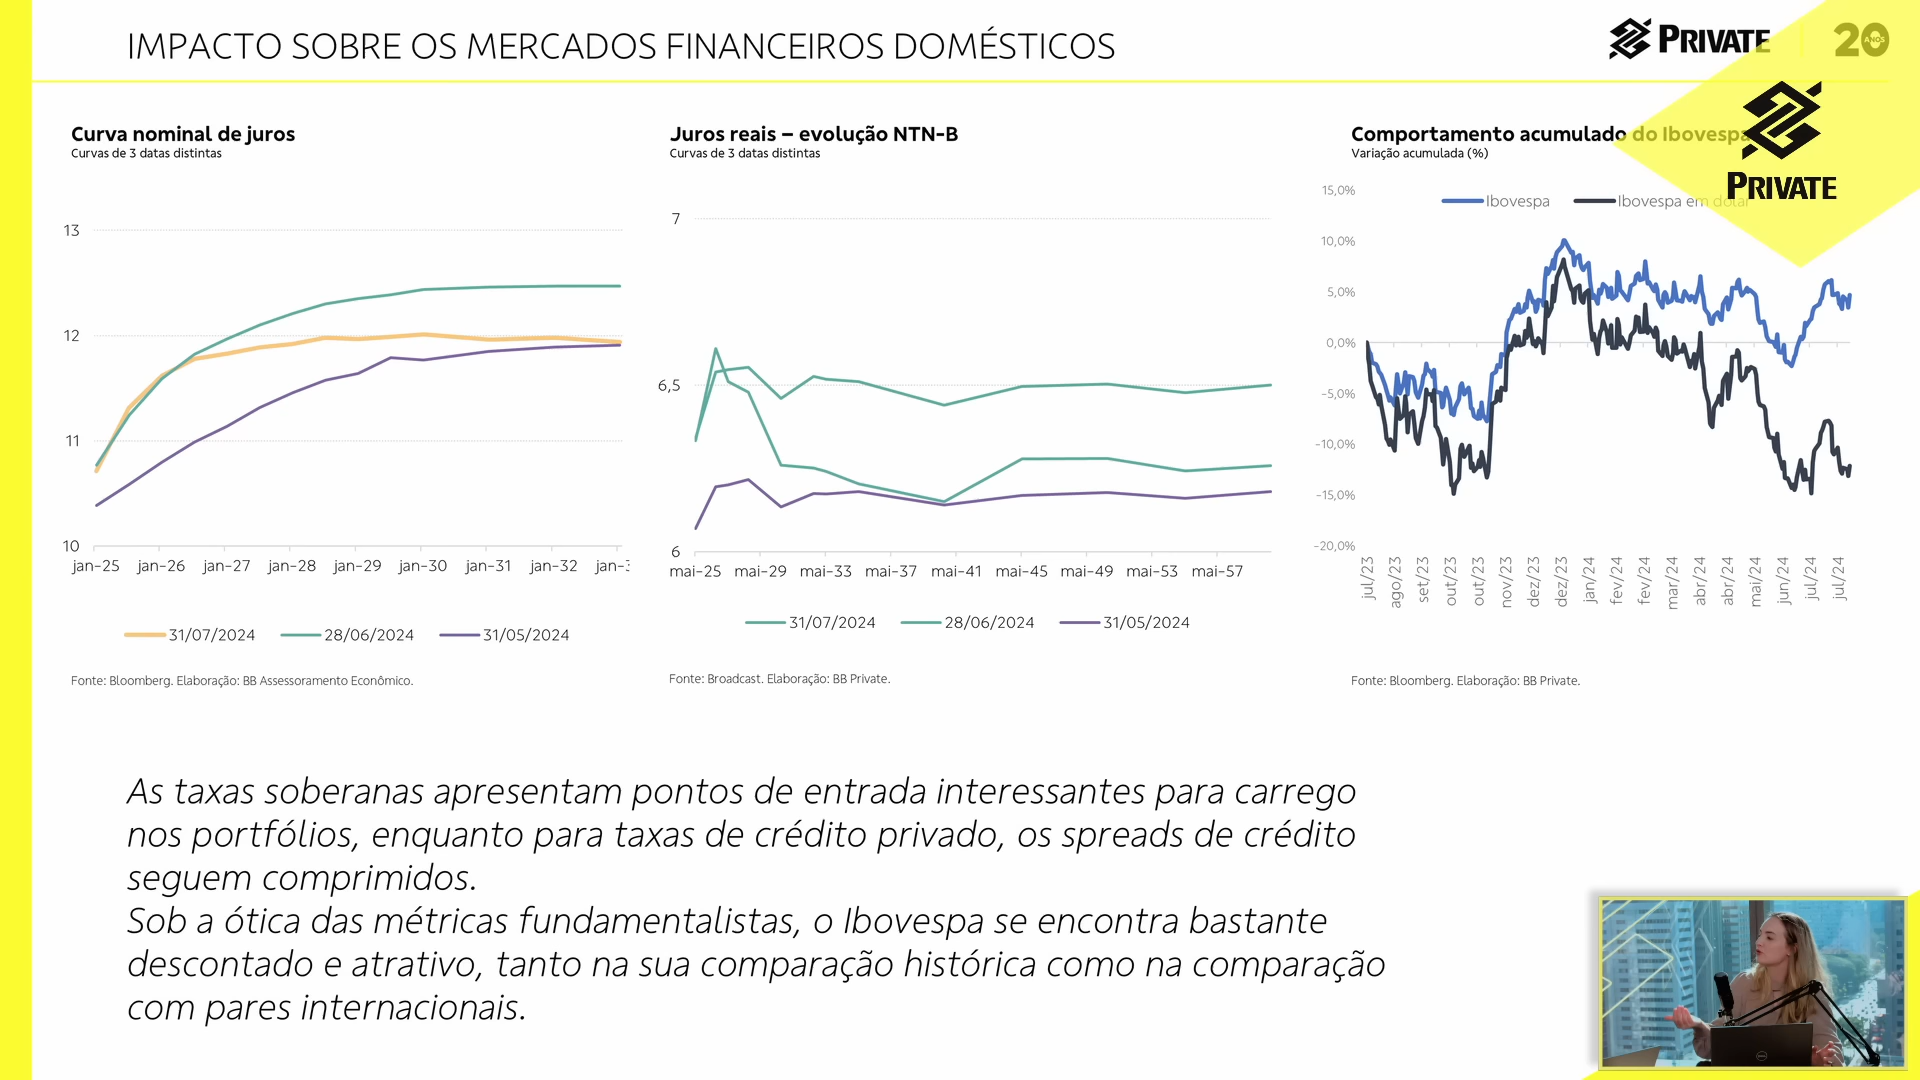 IMPACTO SOBRE OS MERCADOS FINANCEIROS DOMÉSTICOS
PRIVATE
20
ANOS
PRIVATE
Curva nominal de juros
Curvas de 3 datas distintas
13
12
11
10
jan-25 jan-26 jan-27 jan-28 jan-29 jan-30 jan-31 jan-32 jan-3
31/07/2024 28/06/2024 31/05/2024
Fonte: Bloomberg. Elaboração: BB Assessoramento Econômico.
Juros reais – evolução NTN-B
Curvas de 3 datas distintas
7
6,5
6
mai-25 mai-29 mai-33 mai-37 mai-41 mai-45 mai-49 mai-53 mai-57
31/07/2024 28/06/2024 31/05/2024
Fonte: Broadcast. Elaboração: BB Private.
Comportamento acumulado do Ibovespa
Variação acumulada (%)
Ibovespa Ibovespa em dólar
15,0%
10,0%
5,0%
0,0%
-5,0%
-10,0%
-15,0%
-20,0%
jul/23 ago/23 set/23 out/23 out/23 nov/23 dez/23 dez/23 jan/24 fev/24 fev/24 mar/24 abr/24 abr/24 mai/24 jun/24 jul/24 jul/24
Fonte: Bloomberg. Elaboração: BB Private.
As taxas soberanas apresentam pontos de entrada interessantes para carrego
nos portfólios, enquanto para taxas de crédito privado, os spreads de crédito
seguem comprimidos.
Sob a ótica das métricas fundamentalistas, o Ibovespa se encontra bastante
descontado e atrativo, tanto na sua comparação histórica como na comparação
com pares internacionais.